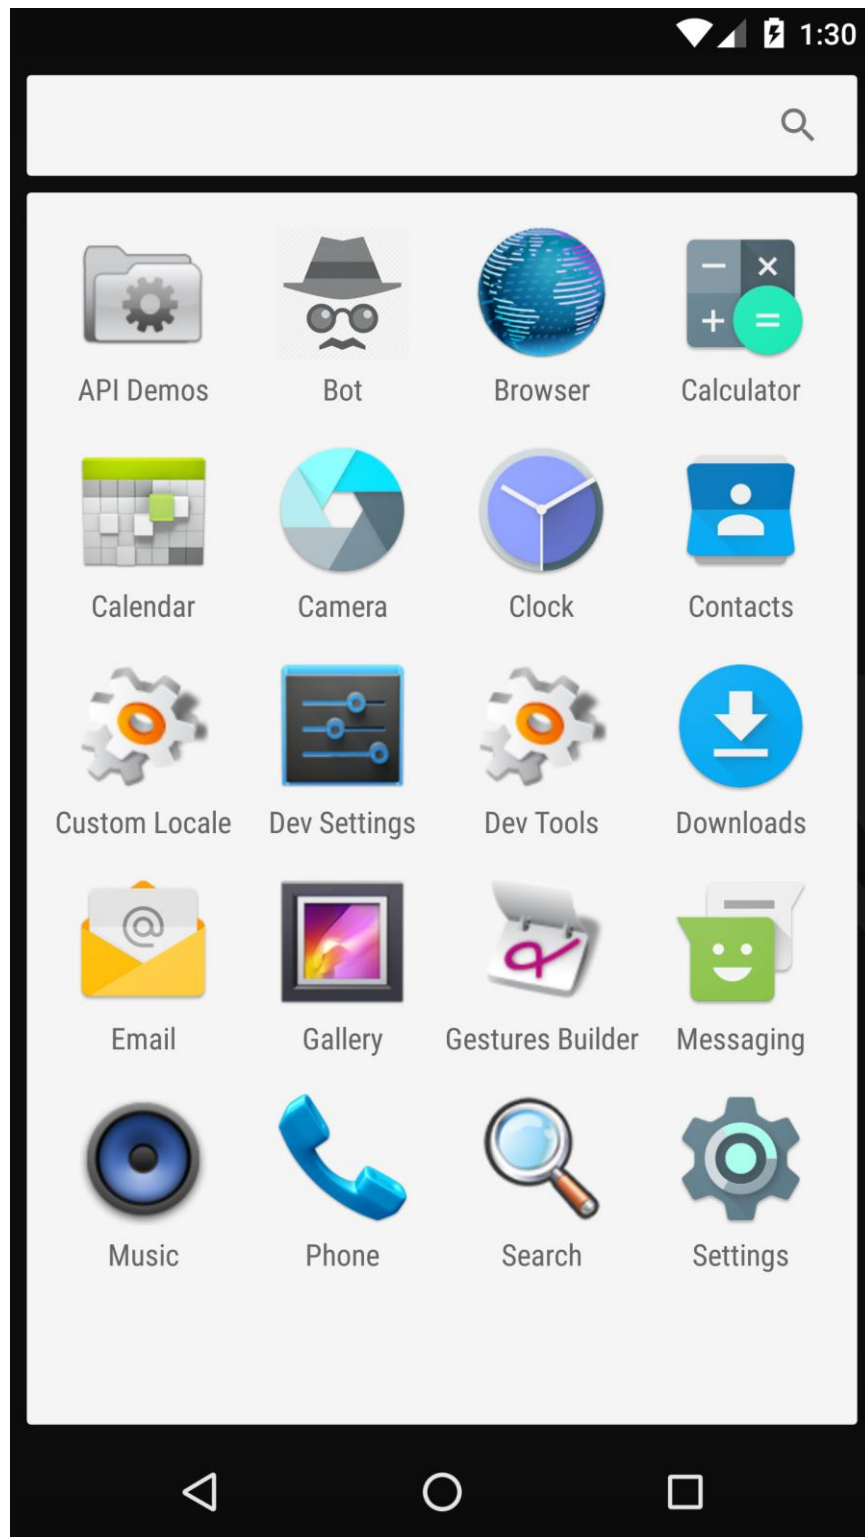 1:30
API Demos Bot Browser Calculator
Calendar Camera Clock Contacts
Custom Locale Dev Settings Dev Tools Downloads
Email Gallery Gestures Builder Messaging
Music Phone Search Settings